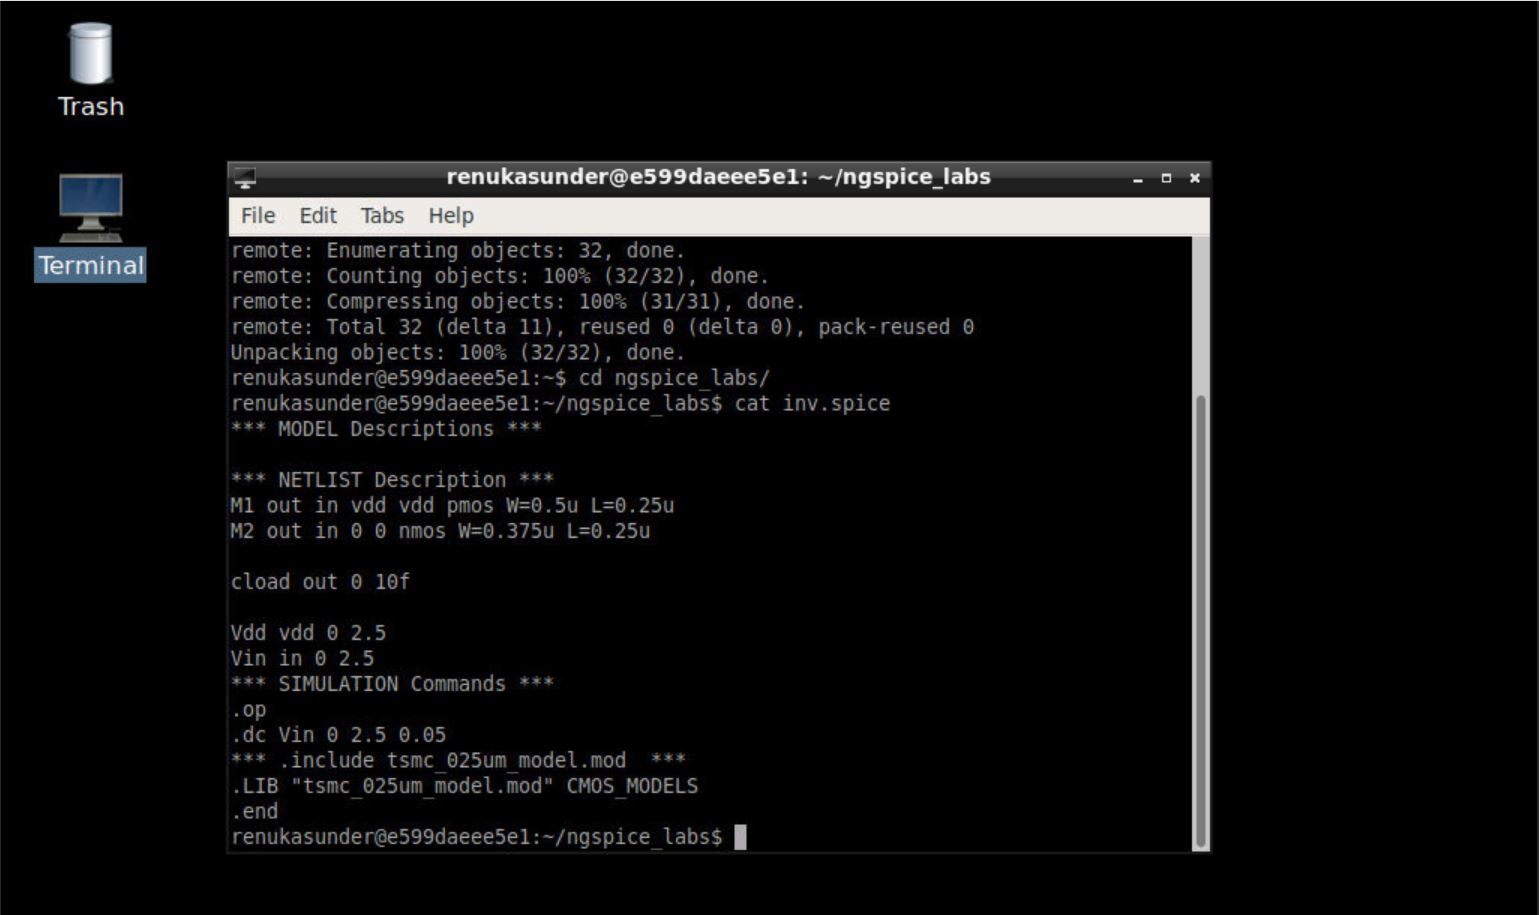 Trash
Terminal
renukasunder@e599daeee5e1: ~/ngspice_labs
File Edit Tabs Help
remote: Enumerating objects: 32, done.
remote: Counting objects: 100% (32/32), done.
remote: Compressing objects: 100% (31/31), done.
remote: Total 32 (delta 11), reused 0 (delta 0), pack-reused 0
Unpacking objects: 100% (32/32), done.
renukasunder@e599daeee5e1:~$ cd ngspice_labs/
renukasunder@e599daeee5e1:~/ngspice_labs$ cat inv.spice
*** MODEL Descriptions ***
*** NETLIST Description ***
M1 out in vdd vdd pmos W=0.5u L=0.25u
M2 out in 0 0 nmos W=0.375u L=0.25u
cload out 0 10f
Vdd vdd 0 2.5
Vin in 0 2.5
*** SIMULATION Commands ***
.op
.dc Vin 0 2.5 0.05
*** .include tsmc_025um_model.mod  ***
.LIB "tsmc_025um_model.mod" CMOS_MODELS
.end
renukasunder@e599daeee5e1:~/ngspice_labs$